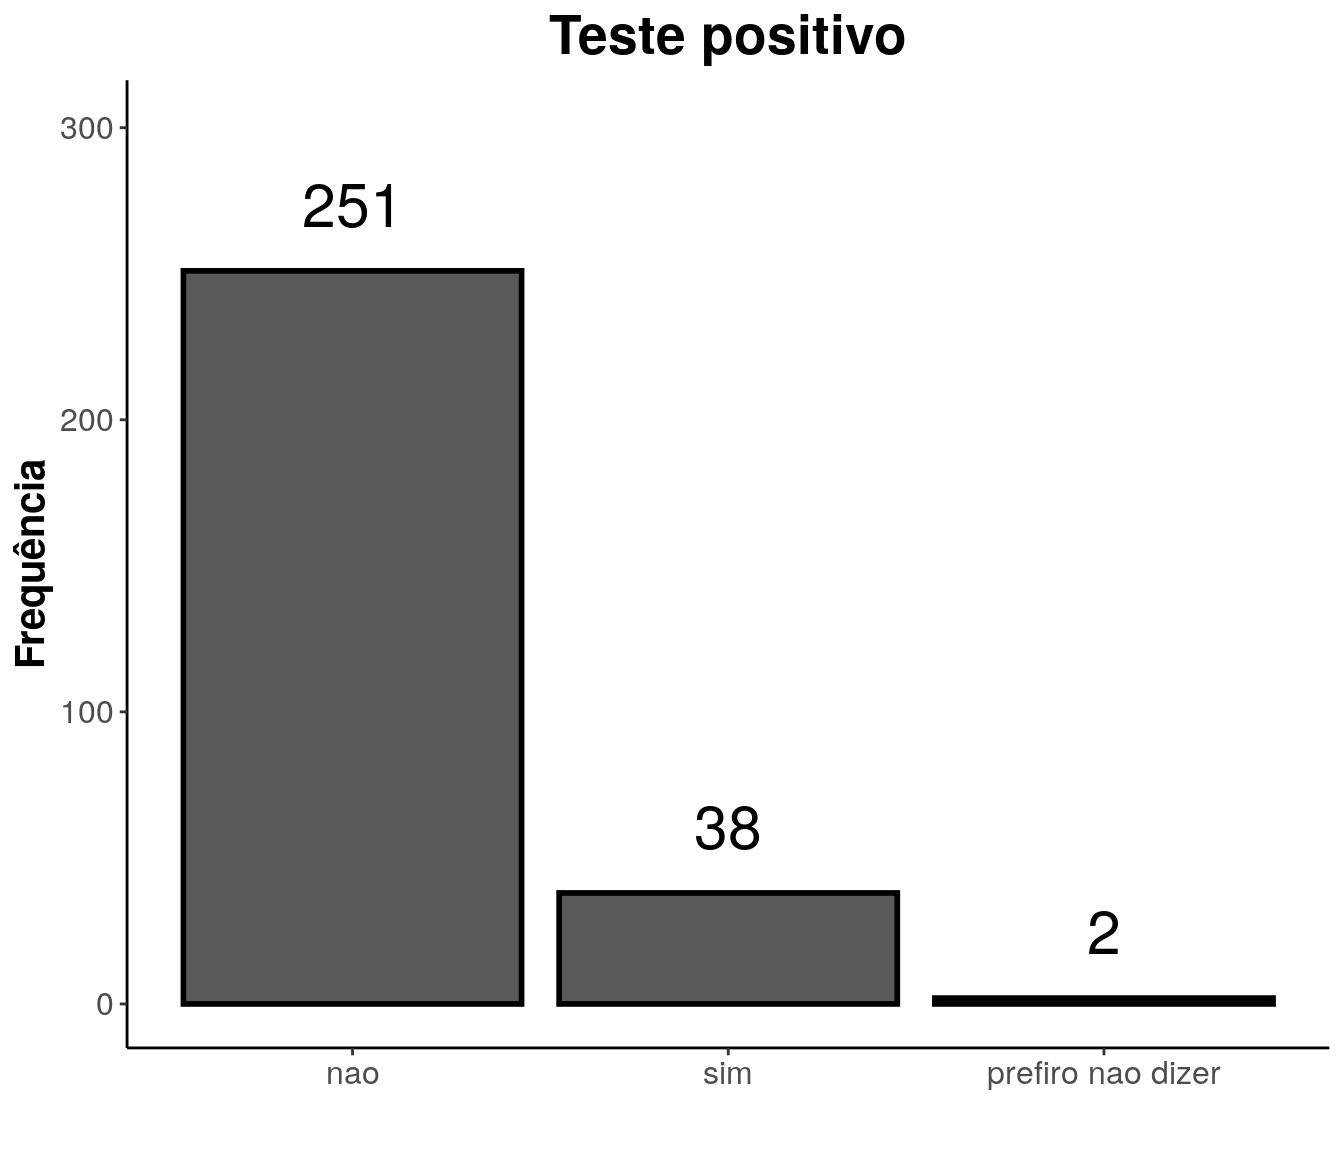 Teste positivo
Frequência
300
200
100
0
251
38
2
nao
sim
prefiro nao dizer